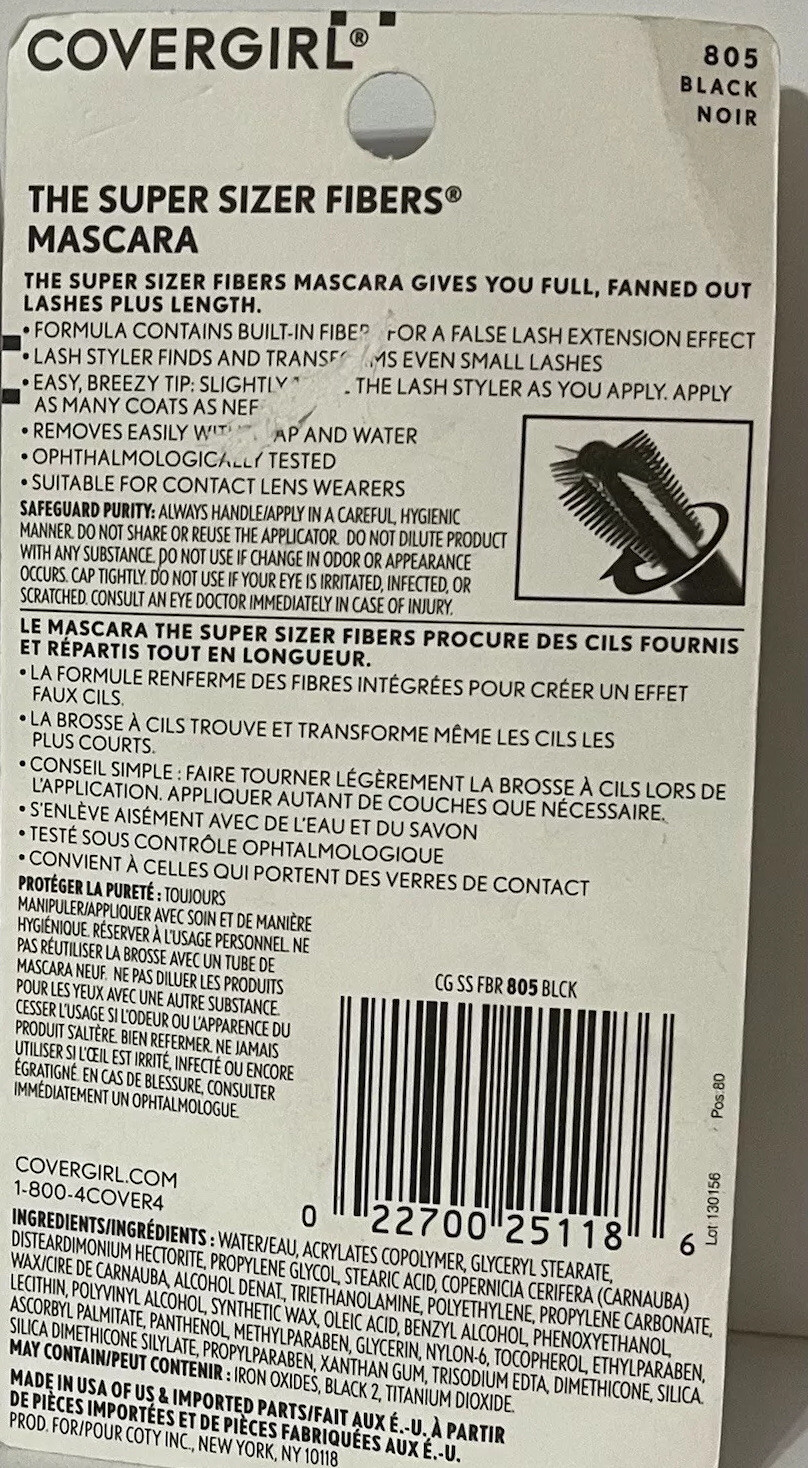 COVERGIRL®
805
BLACK
NOIR
THE SUPER SIZER FIBERS®
MASCARA
THE SUPER SIZER FIBERS MASCARA GIVES YOU FULL, FANNED OUT
LASHES PLUS LENGTH.
• FORMULA CONTAINS BUILT-IN FOR A FALSE LASH EXTENSION EFFECT
• LASH STYLER FINDS AND EVEN SMALL LASHES
• EASY, BREEZY TIP: SLIGHTLY THE LASH STYLER AS YOU APPLY. APPLY
AS MANY COATS AS
• REMOVES EASILY AND WATER
• OPHTHALMOLOGICALLY TESTED
• SUITABLE FOR CONTACT LENS WEARERS
SAFEGUARD PURITY: ALWAYS HANDLE/APPLY IN A CAREFUL, HYGIENIC
MANNER. DO NOT SHARE OR REUSE THE APPLICATOR. DO NOT DILUTE PRODUCT
WITH ANY SUBSTANCE. DO NOT USE IF CHANGE IN ODOR OR APPEARANCE
OCCURS. CAP TIGHTLY. DO NOT USE IF YOUR EYE IS IRRITATED, INFECTED, OR
SCRATCHED. CONSULT AN EYE DOCTOR IMMEDIATELY IN CASE OF INJURY.
LE MASCARA THE SUPER SIZER FIBERS PROCURE DES CILS FOURNIS
ET RÉPARTIS TOUT EN LONGUEUR.
• LA FORMULE RENFERME DES FIBRES INTÉGRÉES POUR CRÉER UN EFFET
FAUX CILS.
• LA BROSSE À CILS TROUVE ET TRANSFORME MÊME LES CILS LES
PLUS COURTS.
• CONSEIL SIMPLE : FAIRE TOURNER LÉGÈREMENT LA BROSSE À CILS LORS DE
L'APPLICATION. APPLIQUER AUTANT DE COUCHES QUE NÉCESSAIRE.
• S'ENLÈVE AISÉMENT AVEC DE L'EAU ET DU SAVON
• TESTÉ SOUS CONTRÔLE OPHTALMOLOGIQUE
• CONVIENT À CELLES QUI PORTENT DES VERRES DE CONTACT
PROTÉGER LA PURETÉ : TOUJOURS
MANIPULER/APPLIQUER AVEC SOIN ET DE MANIÈRE
HYGIÉNIQUE. RÉSERVER À L'USAGE PERSONNEL. NE
PAS RÉUTILISER LA BROSSE AVEC UN TUBE DE
MASCARA NEUF. NE PAS DILUER LES PRODUITS
POUR LES YEUX AVEC UNE AUTRE SUBSTANCE.
CESSER L'USAGE SI L'ODEUR OU L'APPARENCE DU
PRODUIT S'ALTÈRE. BIEN REFERMER. NE JAMAIS
UTILISER SI L'ŒIL EST IRRITÉ, INFECTÉ OU ENCORE
ÉGRATIGNÉ. EN CAS DE BLESSURE, CONSULTER
IMMÉDIATEMENT UN OPHTALMOLOGUE.
CG SS FBR 805 BLCK
0 22700 25118 6
Lot: 130156 Pos: 80
COVERGIRL.COM
1-800-4COVER4
INGREDIENTS/INGRÉDIENTS : WATER/EAU, ACRYLATES COPOLYMER, GLYCERYL STEARATE,
DISTEARDIMONIUM HECTORITE, PROPYLENE GLYCOL, STEARIC ACID, COPERNICIA CERIFERA (CARNAUBA)
WAX/CIRE DE CARNAUBA, ALCOHOL DENAT, TRIETHANOLAMINE, POLYETHYLENE, PROPYLENE CARBONATE,
LECITHIN, POLYVINYL ALCOHOL, SYNTHETIC WAX, OLEIC ACID, BENZYL ALCOHOL, PHENOXYETHANOL,
ASCORBYL PALMITATE, PANTHENOL, METHYLPARABEN, GLYCERIN, NYLON-6, TOCOPHEROL, ETHYLPARABEN,
SILICA DIMETHICONE SILYLATE, PROPYLPARABEN, XANTHAN GUM, TRISODIUM EDTA, DIMETHICONE, SILICA.
MAY CONTAIN/PEUT CONTENIR : IRON OXIDES, BLACK 2, TITANIUM DIOXIDE.
MADE IN USA OF US & IMPORTED PARTS/FAIT AUX É.-U. À PARTIR
DE PIÈCES IMPORTÉES ET DE PIÈCES FABRIQUÉES AUX É.-U.
PROD. FOR/POUR COTY INC., NEW YORK, NY 10118